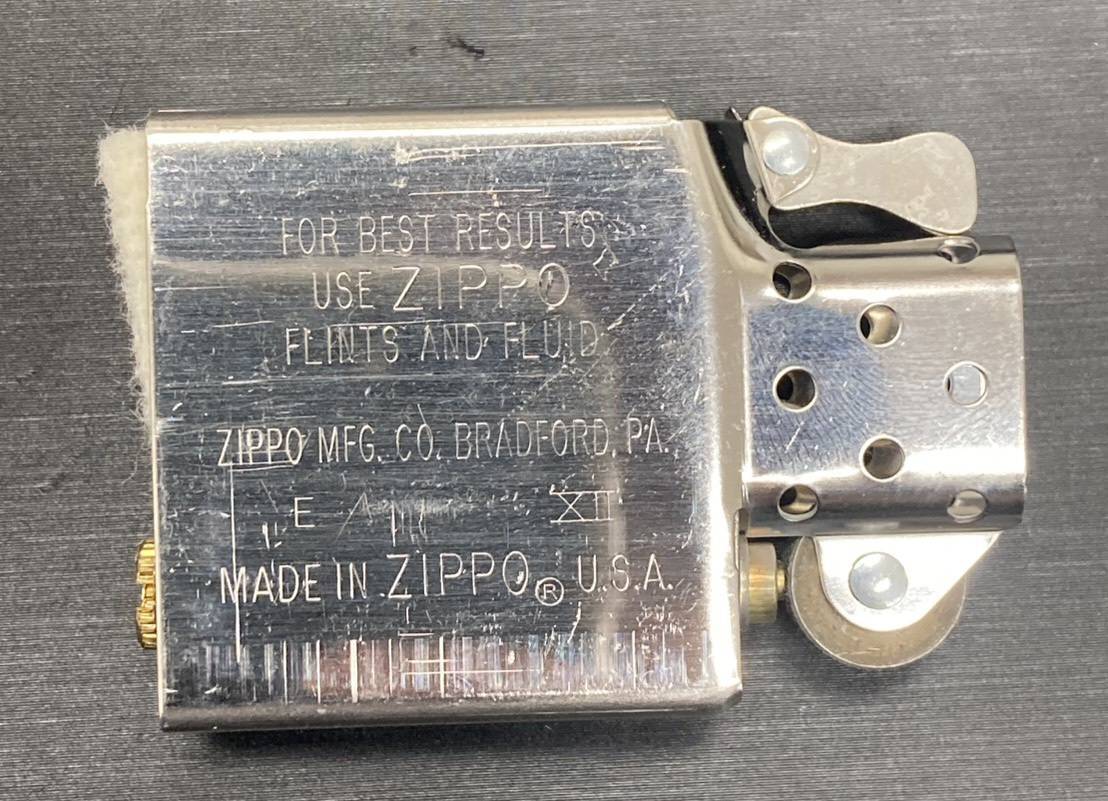 FOR BEST RESULTS
USE ZIPPO
FLINTS AND FLUID
ZIPPO MFG. CO. BRADFORD, PA.
E XII
MADE IN ZIPPO® U.S.A.